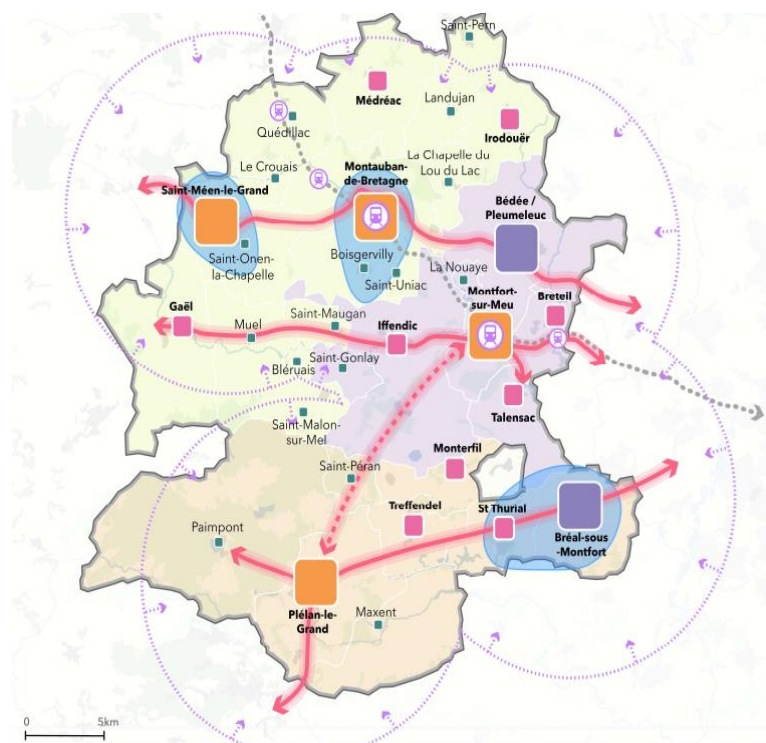 Saint-Pern
Médréac
Landujan
Quédillac
Irodouër
Le Crouais
Montauban-
de-Bretagne
La Chapelle du
Lou du Lac
Saint-Méen-le-Grand
Bédée /
Pleumeleuc
Saint-Onen-
la-Chapelle
Boisgervilly
Saint-Uniac
La Nouaye
Montfort-
sur-Meu
Breteil
Gaël
Muel
Saint-Maugan
Iffendic
Bléruais
Saint-Gonlay
Talensac
Saint-Malon-
sur-Mel
Monterfil
Saint-Péran
Treffendel
St Thurial
Bréal-sous
-Montfort
Paimpont
Plélan-le-
Grand
Maxent
0 5km